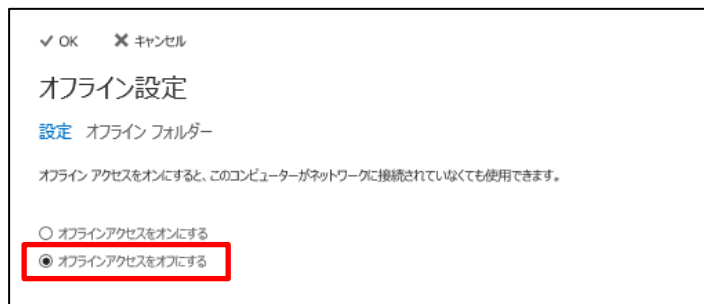 OK キャンセル
オフライン設定
設定 オフライン フォルダー
オフライン アクセスをオンにすると、このコンピューターがネットワークに接続されていなくても使用できます。
オフラインアクセスをオンにする
オフラインアクセスをオフにする